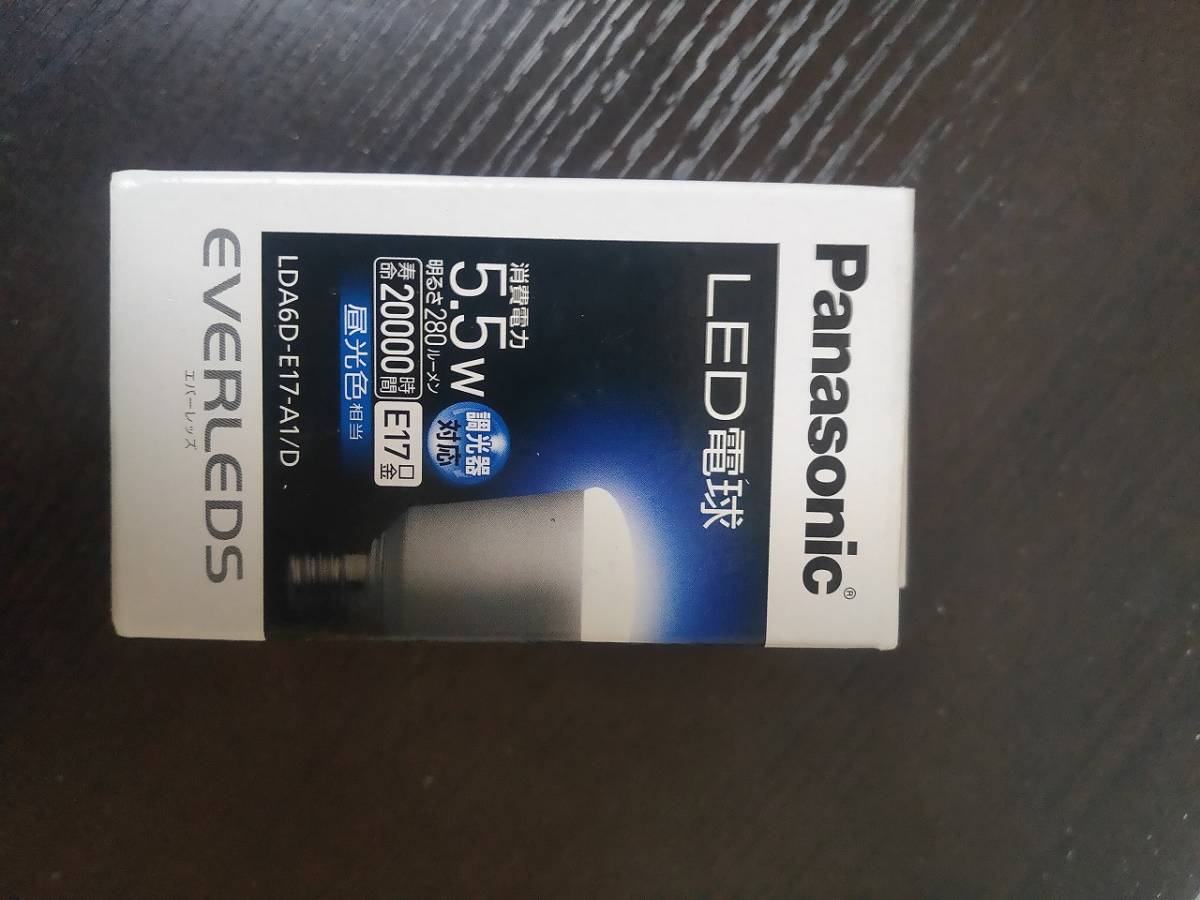 Panasonic®
LED電球
消費電力
5.5W
明るさ280ルーメン
寿命20000時間
E17口金
調光器
対応
昼光色相当
LDA6D-E17-A1/D
EVERLEDS
エバーレッズ